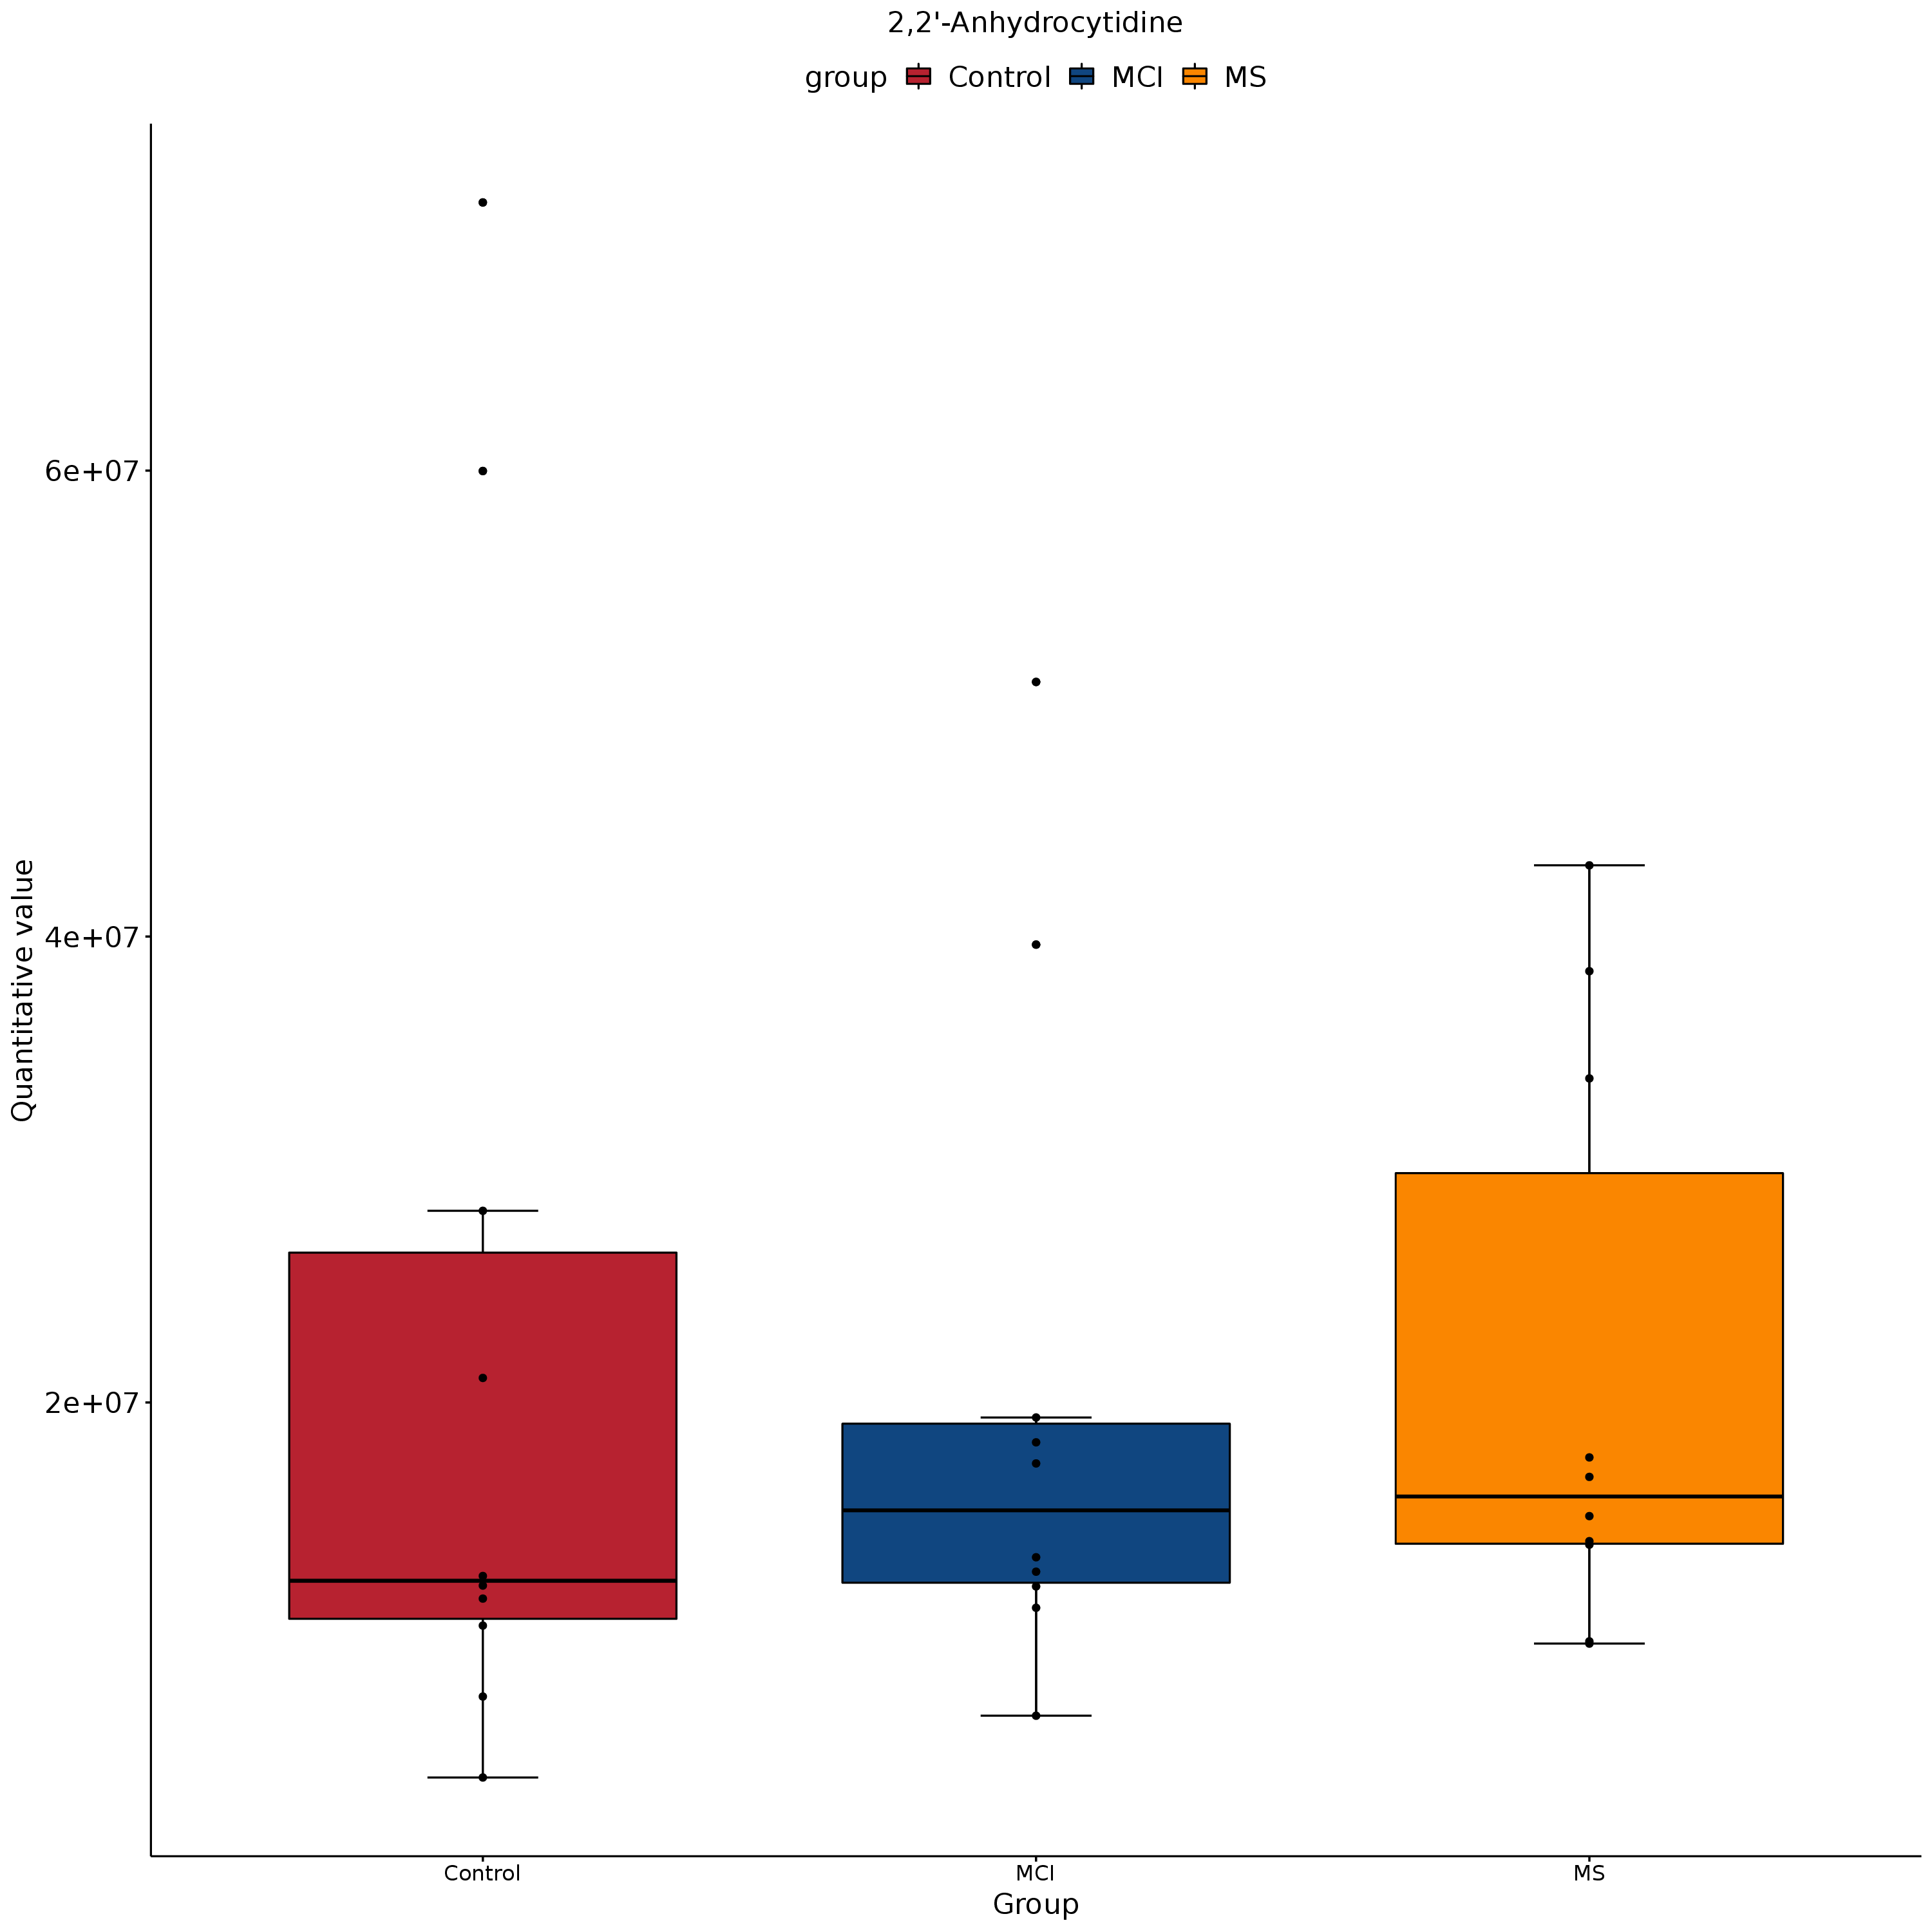 2,2'-Anhydrocytidine
group Control MCI MS
6e+07
4e+07
2e+07
Quantitative value
Control MCI MS
Group